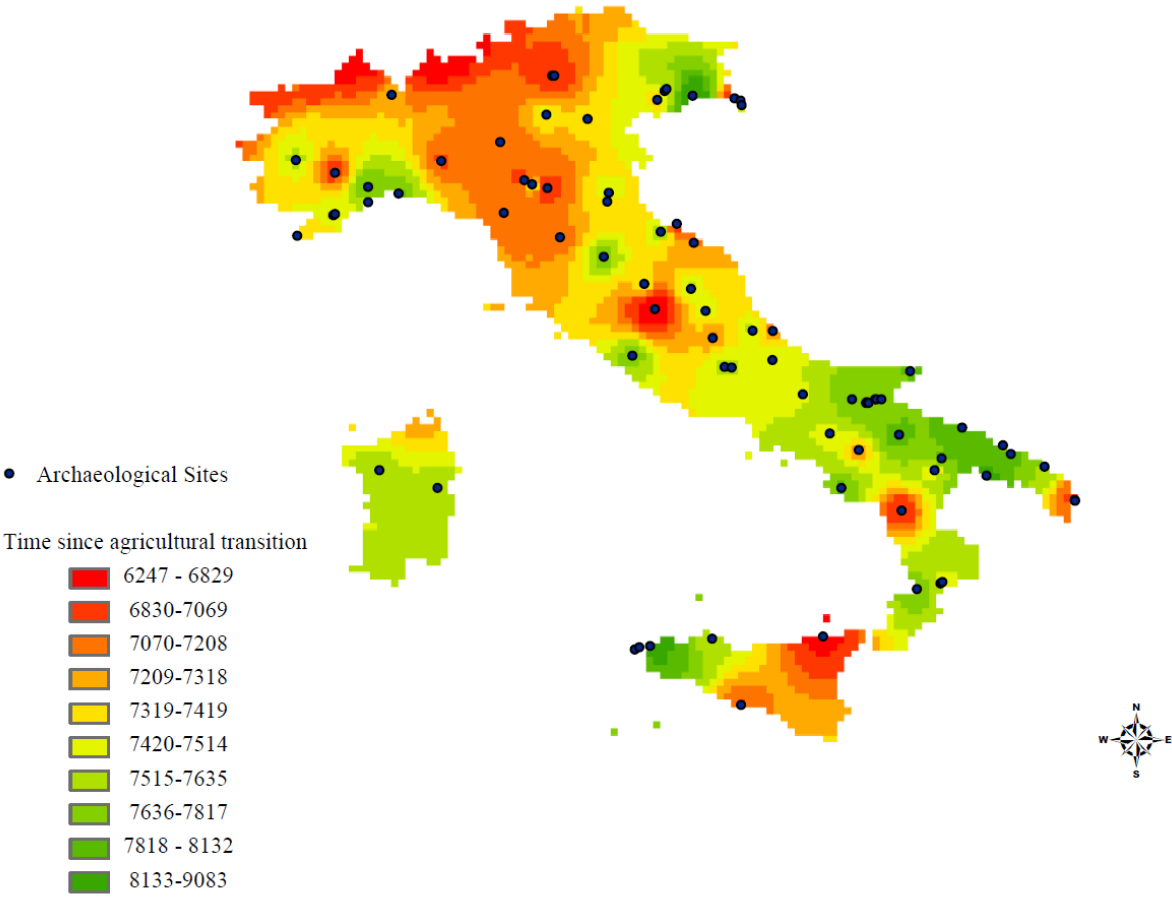 Archaeological Sites
Time since agricultural transition
6247 - 6829
6830-7069
7070-7208
7209-7318
7319-7419
7420-7514
7515-7635
7636-7817
7818 - 8132
8133-9083
N
W E
S